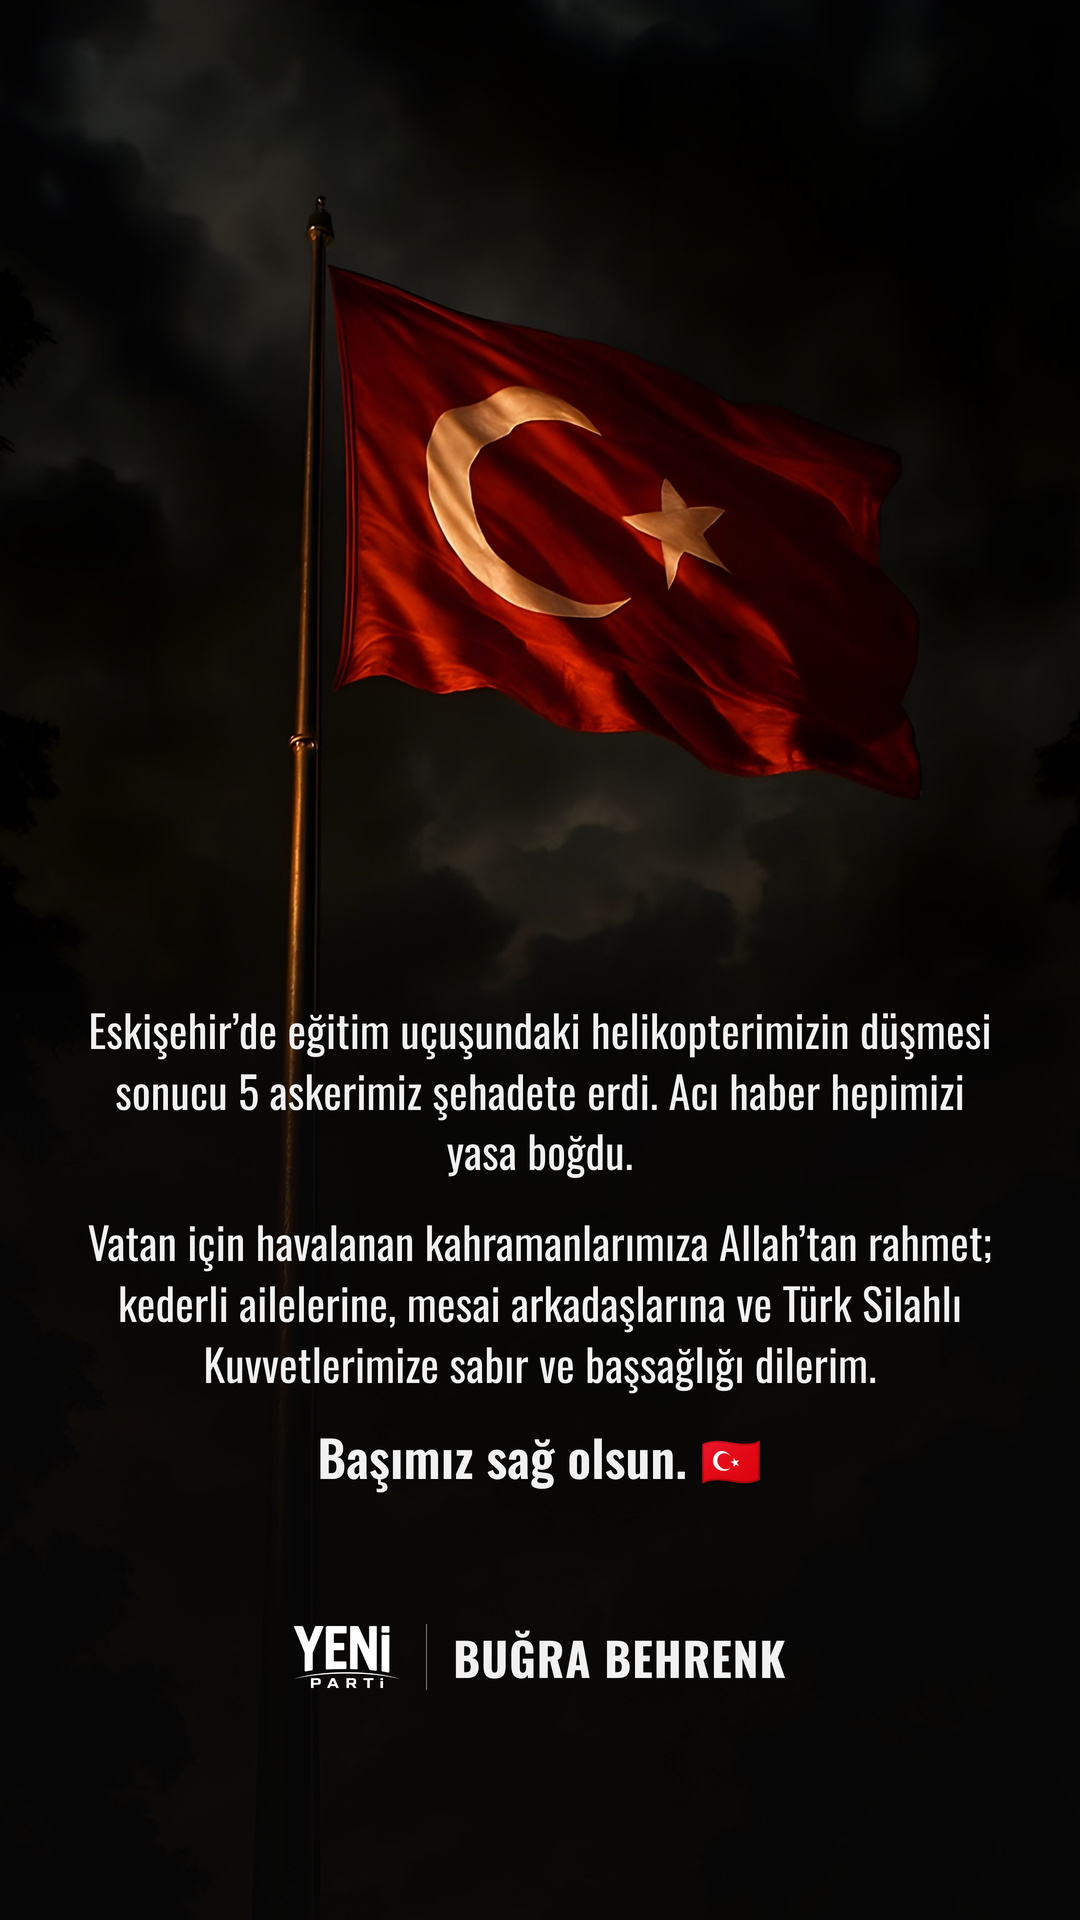 Eskişehir’de eğitim uçuşundaki helikopterimizin düşmesi
sonucu 5 askerimiz şehadete erdi. Acı haber hepimizi
yasa boğdu.
Vatan için havalanan kahramanlarımıza Allah’tan rahmet;
kederli ailelerine, mesai arkadaşlarına ve Türk Silahlı
Kuvvetlerimize sabır ve başsağlığı dilerim.
Başımız sağ olsun. 🇹🇷
YENi
PARTi
BUĞRA BEHRENK